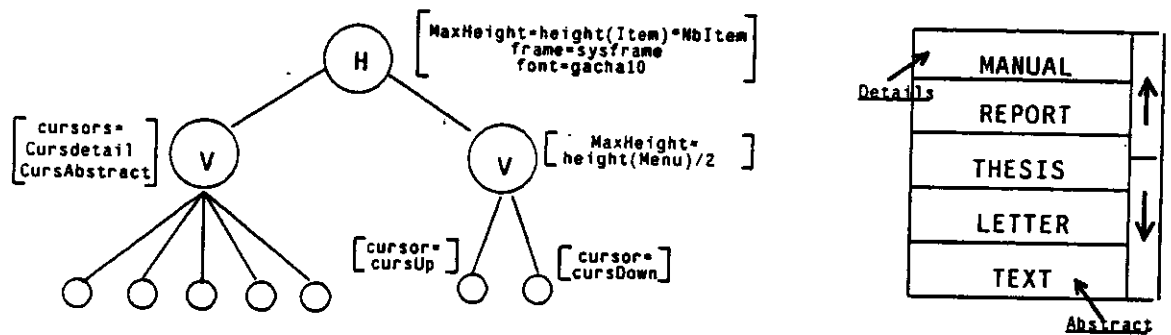 H
[MaxHeight=height(Item)*NbItem
frame=sysframe
font=gacha10]
[cursors=
Cursdetail
CursAbstract]
V
V
[MaxHeight=
height(Menu)/2]
[cursor=
cursUp]
[cursor=
cursDown]
Details
MANUAL
REPORT
THESIS
LETTER
TEXT
Abstract